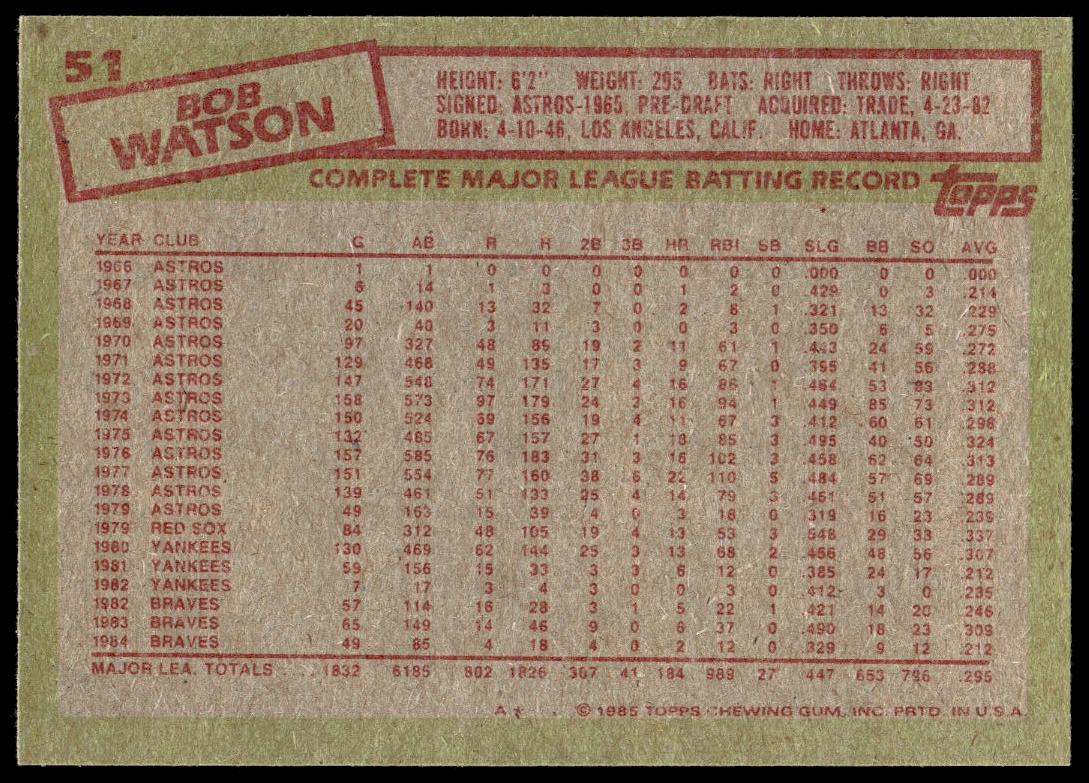 51
BOB
WATSON
HEIGHT: 6'2" WEIGHT: 205 BATS: RIGHT THROWS: RIGHT
SIGNED: ASTROS-1965, PRE-DRAFT ACQUIRED: TRADE, 4-23-82
BORN: 4-10-46, LOS ANGELES, CALIF. HOME: ATLANTA, GA.
COMPLETE MAJOR LEAGUE BATTING RECORD topps
YEAR CLUB G AB R H 2B 3B HR RBI SB SLG BB SO AVG
1966 ASTROS 1 1 0 0 0 0 0 0 0 .000 0 0 .000
1967 ASTROS 6 14 1 3 0 0 1 2 0 .429 0 3 .214
1968 ASTROS 45 140 13 32 7 0 2 8 1 .321 13 32 .229
1969 ASTROS 20 40 3 11 3 0 0 3 0 .350 6 5 .275
1970 ASTROS 97 327 48 89 19 2 11 61 1 .443 24 59 .272
1971 ASTROS 129 468 49 135 17 3 9 67 0 .395 41 56 .288
1972 ASTROS 147 548 74 171 27 4 16 86 1 .464 53 83 .312
1973 ASTROS 158 573 97 179 24 3 16 94 1 .449 85 73 .312
1974 ASTROS 150 524 69 156 19 4 11 67 3 .412 60 61 .298
1975 ASTROS 132 485 67 157 27 1 18 85 3 .495 40 50 .324
1976 ASTROS 157 585 76 183 31 3 16 102 3 .458 62 64 .313
1977 ASTROS 151 554 77 160 38 6 22 110 5 .484 57 69 .289
1978 ASTROS 139 461 51 133 25 4 14 79 3 .451 51 57 .289
1979 ASTROS 49 163 15 39 4 0 3 18 0 .319 16 23 .239
1979 RED SOX 84 312 48 105 19 4 13 53 3 .548 29 33 .337
1980 YANKEES 130 469 62 144 25 3 13 68 2 .456 48 56 .307
1981 YANKEES 59 156 15 33 3 3 6 12 0 .385 24 17 .212
1982 YANKEES 7 17 3 4 3 0 0 3 0 .412 3 0 .235
1982 BRAVES 57 114 16 28 3 1 5 22 1 .421 14 20 .246
1983 BRAVES 65 149 14 46 9 0 6 37 0 .490 18 23 .309
1984 BRAVES 49 85 4 18 4 0 2 12 0 .329 9 12 .212
MAJOR LEA. TOTALS 1832 6185 802 1826 307 41 184 989 27 .447 653 796 .295
A* © 1985 TOPPS CHEWING GUM, INC. PRTD. IN U.S.A.